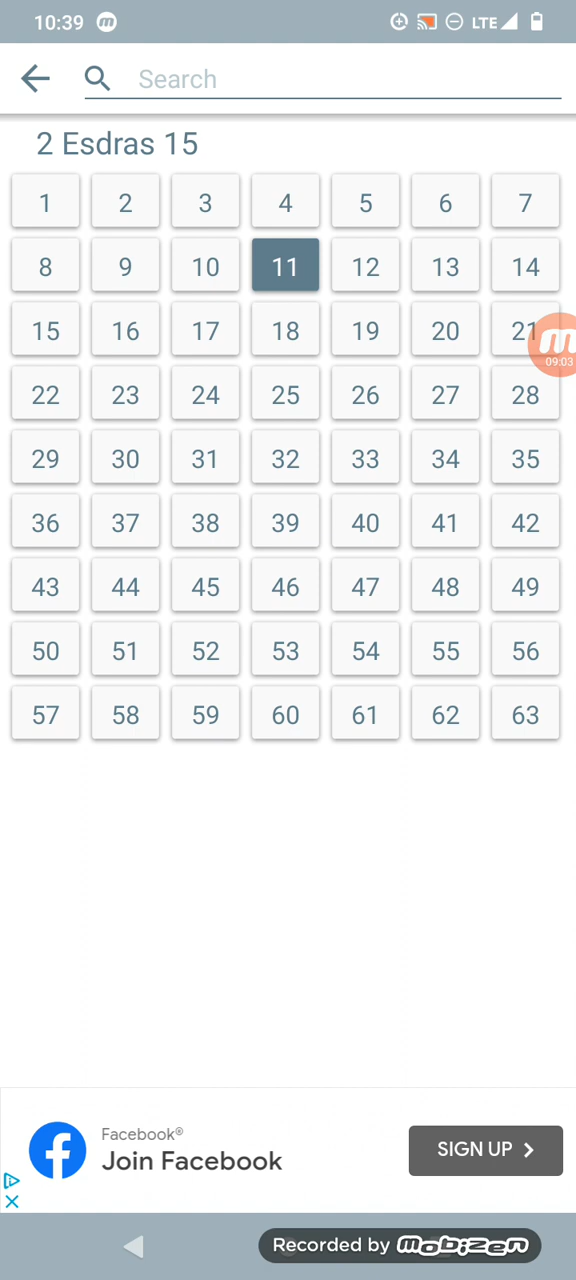 10:39 m LTE
Search
2 Esdras 15
1 2 3 4 5 6 7
8 9 10 11 12 13 14
15 16 17 18 19 20 21
m
09:03
22 23 24 25 26 27 28
29 30 31 32 33 34 35
36 37 38 39 40 41 42
43 44 45 46 47 48 49
50 51 52 53 54 55 56
57 58 59 60 61 62 63
Facebook®
Join Facebook
SIGN UP
Recorded by mobizen